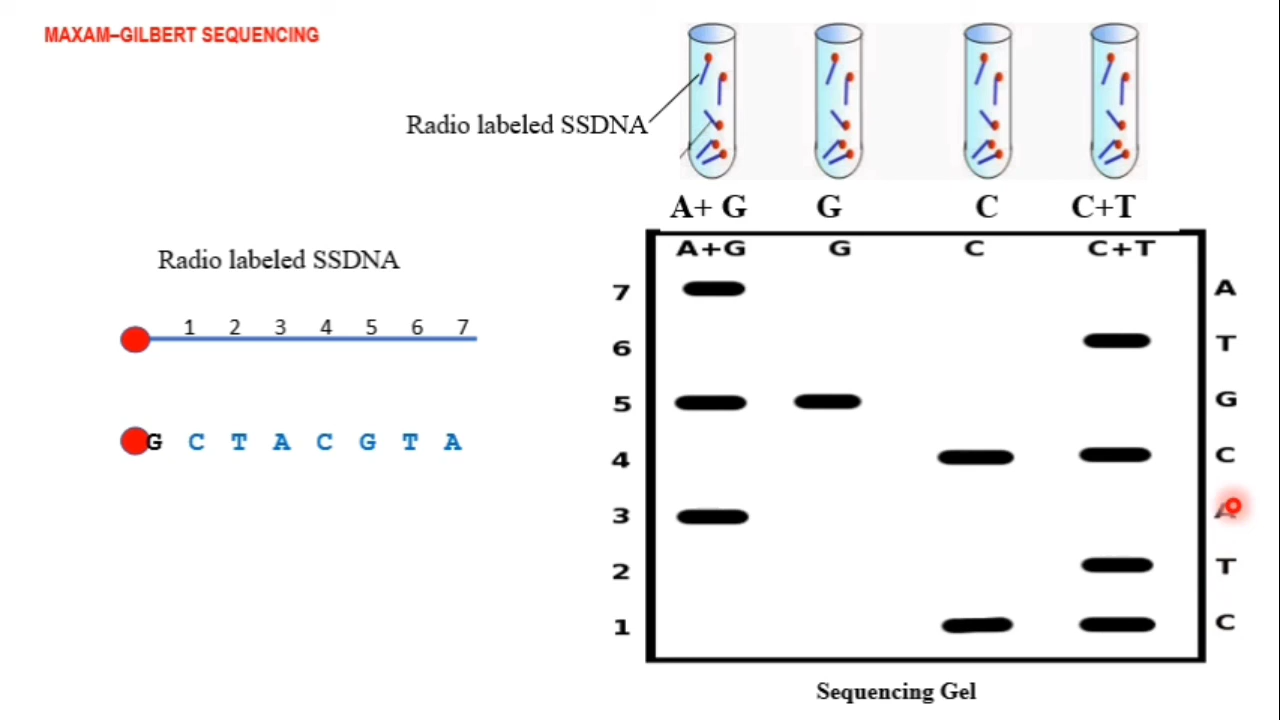 MAXAM–GILBERT SEQUENCING
Radio labeled SSDNA
A+ G G C C+T
Radio labeled SSDNA
1 2 3 4 5 6 7
G C T A C G T A
A+G G C C+T
7 A
6 T
5 G
4 C
3 A
2 T
1 C
Sequencing Gel